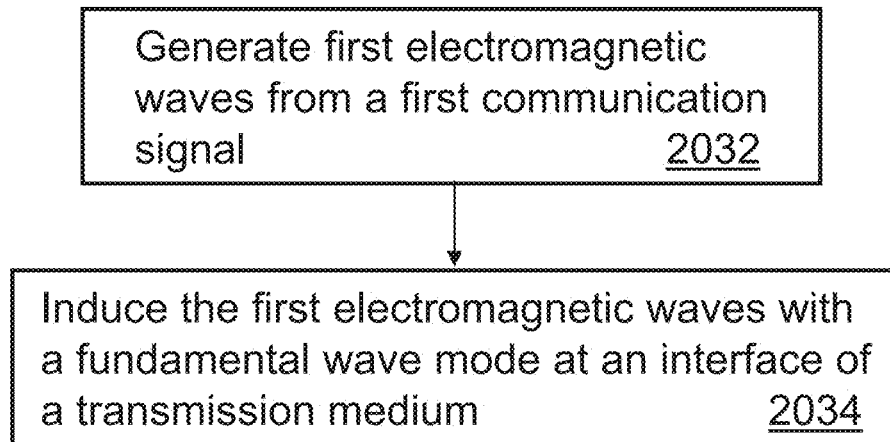 Generate first electromagnetic
waves from a first communication
signal 2032
Induce the first electromagnetic waves with
a fundamental wave mode at an interface of
a transmission medium 2034